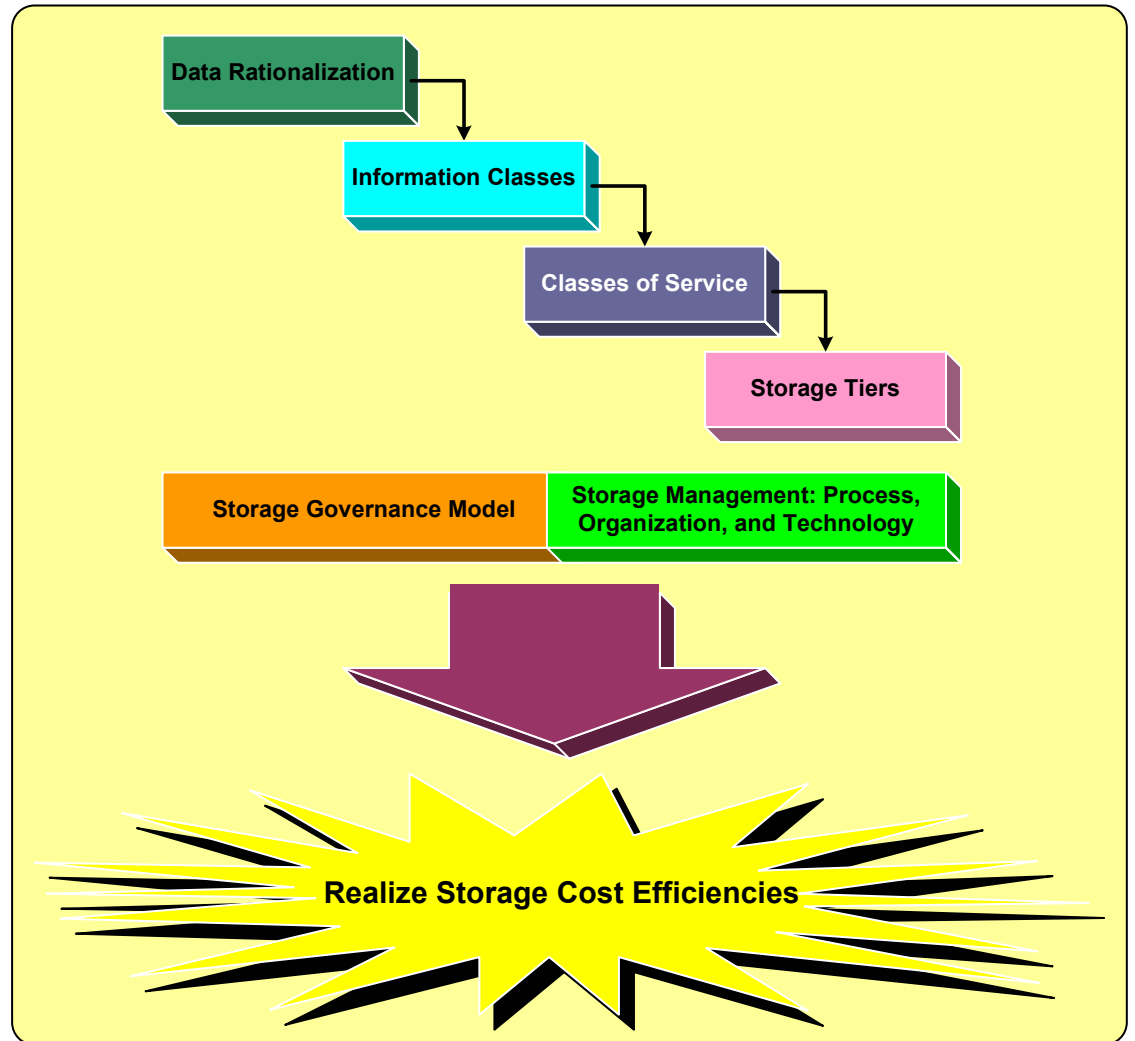 Data Rationalization
Information Classes
Classes of Service
Storage Tiers
Storage Governance Model
Storage Management: Process,
Organization, and Technology
Realize Storage Cost Efficiencies